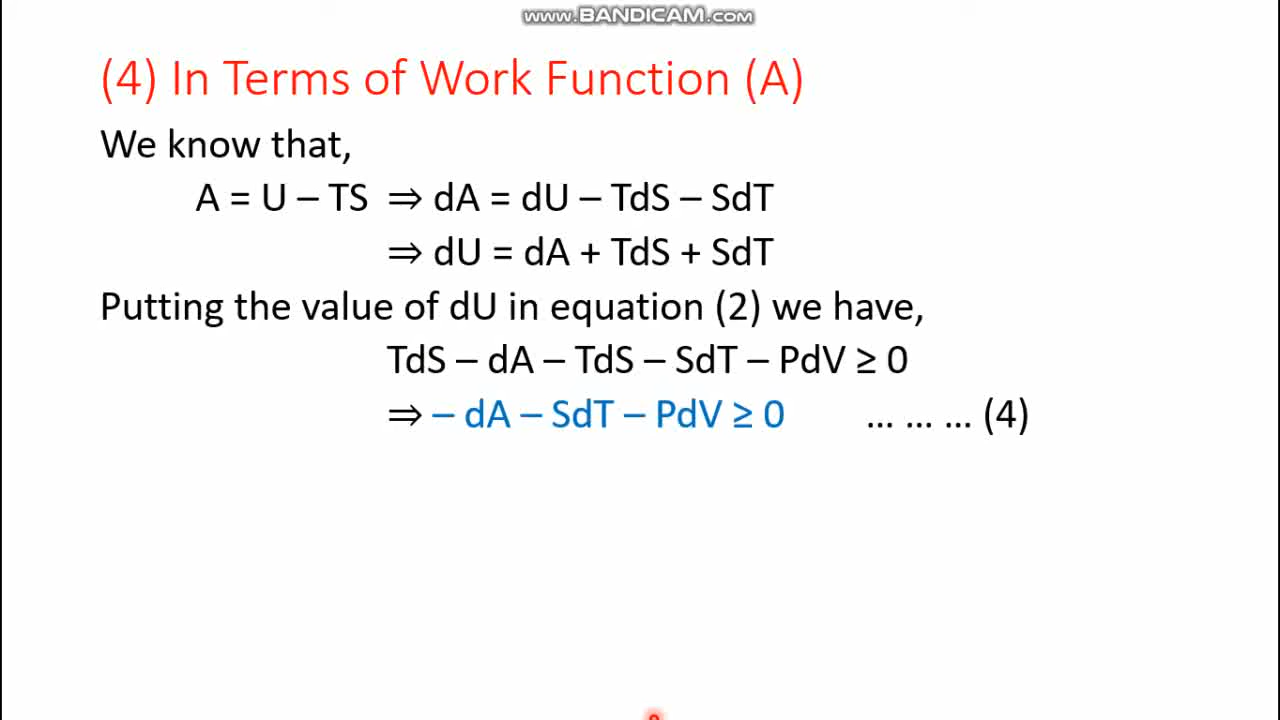 www.BANDICAM.com
(4) In Terms of Work Function (A)
We know that,
A = U – TS ⇒ dA = dU – TdS – SdT
⇒ dU = dA + TdS + SdT
Putting the value of dU in equation (2) we have,
TdS – dA – TdS – SdT – PdV ≥ 0
⇒ – dA – SdT – PdV ≥ 0 ... ... ... (4)